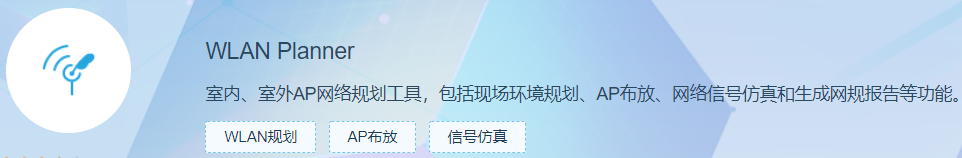 WLAN Planner
室内、室外AP网络规划工具，包括现场环境规划、AP布放、网络信号仿真和生成网规报告等功能。
WLAN规划 AP布放 信号仿真